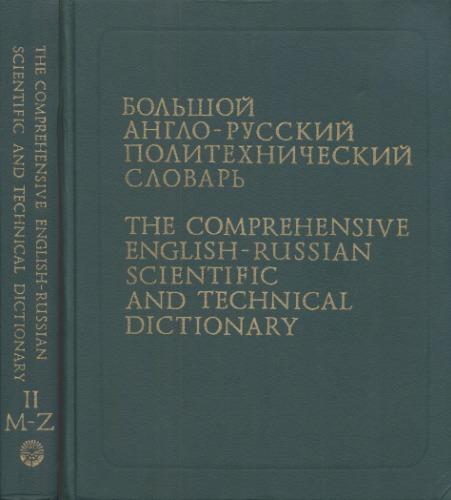 THE COMPREHENSIVE ENGLISH-RUSSIAN
SCIENTIFIC AND TECHNICAL DICTIONARY
II
M-Z
БОЛЬШОЙ
АНГЛО-РУССКИЙ
ПОЛИТЕХНИЧЕСКИЙ
СЛОВАРЬ
THE COMPREHENSIVE
ENGLISH-RUSSIAN
SCIENTIFIC
AND TECHNICAL
DICTIONARY